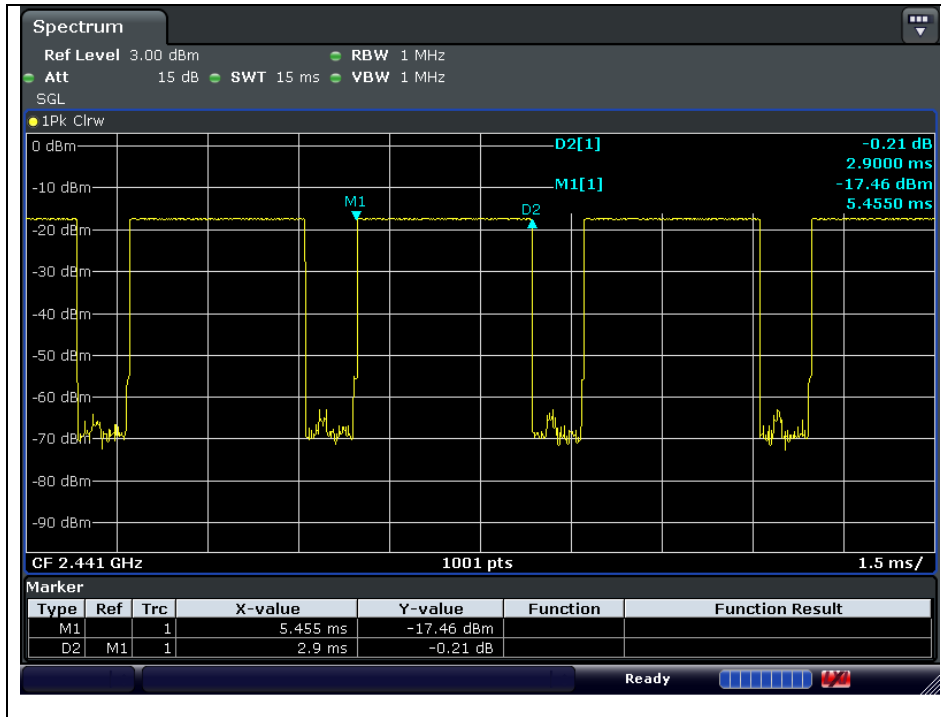 Spectrum
Ref Level 3.00 dBm RBW 1 MHz
Att 15 dB SWT 15 ms VBW 1 MHz
SGL
1Pk Clrw
0 dBm
D2[1] -0.21 dB
2.9000 ms
-10 dBm
M1[1] -17.46 dBm
5.4550 ms
M1
D2
-20 dBm
-30 dBm
-40 dBm
-50 dBm
-60 dBm
-70 dBm
-80 dBm
-90 dBm
CF 2.441 GHz 1001 pts 1.5 ms/
Marker
Type Ref Trc X-value Y-value Function Function Result
M1 1 5.455 ms -17.46 dBm
D2 M1 1 2.9 ms -0.21 dB
Ready